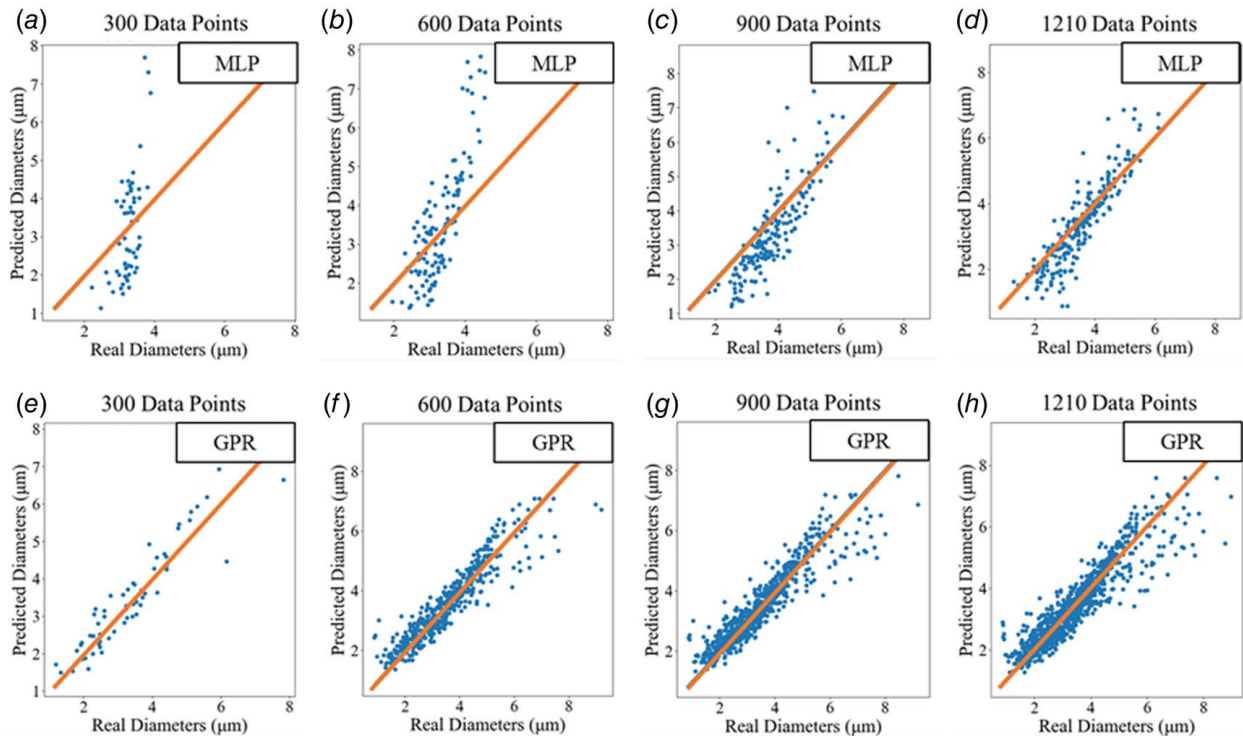 (a) 300 Data Points (b) 600 Data Points (c) 900 Data Points (d) 1210 Data Points
MLP MLP MLP MLP
Predicted Diameters (μm) Predicted Diameters (μm) Predicted Diameters (μm) Predicted Diameters (μm)
8 8 8 8
7 7 7
6 6 6 6
5 5 5
4 4 4 4
3 3 3
2 2 2 2
1 1
2 4 6 8 2 4 6 8 2 4 6 8 2 4 6 8
Real Diameters (μm) Real Diameters (μm) Real Diameters (μm) Real Diameters (μm)
(e) 300 Data Points (f) 600 Data Points (g) 900 Data Points (h) 1210 Data Points
GPR GPR GPR GPR
Predicted Diameters (μm) Predicted Diameters (μm) Predicted Diameters (μm) Predicted Diameters (μm)
8 8 8 8
7
6 6 6 6
5
4 4 4 4
3
2 2 2 2
1
2 4 6 8 2 4 6 8 2 4 6 8 2 4 6 8
Real Diameters (μm) Real Diameters (μm) Real Diameters (μm) Real Diameters (μm)